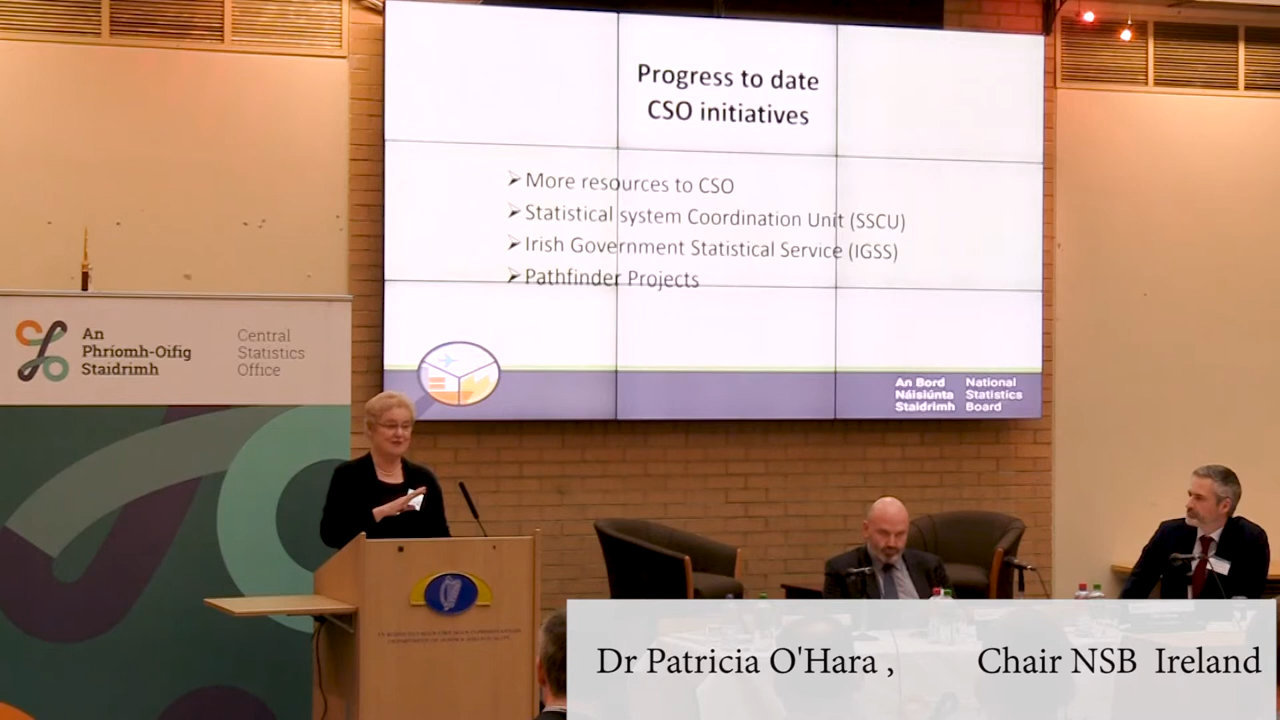 Progress to date
CSO initiatives
More resources to CSO
Statistical system Coordination Unit (SSCU)
Irish Government Statistical Service (IGSS)
Pathfinder Projects
An Bord
Náisiúnta
Staidrimh
National
Statistics
Board
An
Phríomh-Oifig
Staidrimh
Central
Statistics
Office
Dr Patricia O'Hara , Chair NSB Ireland